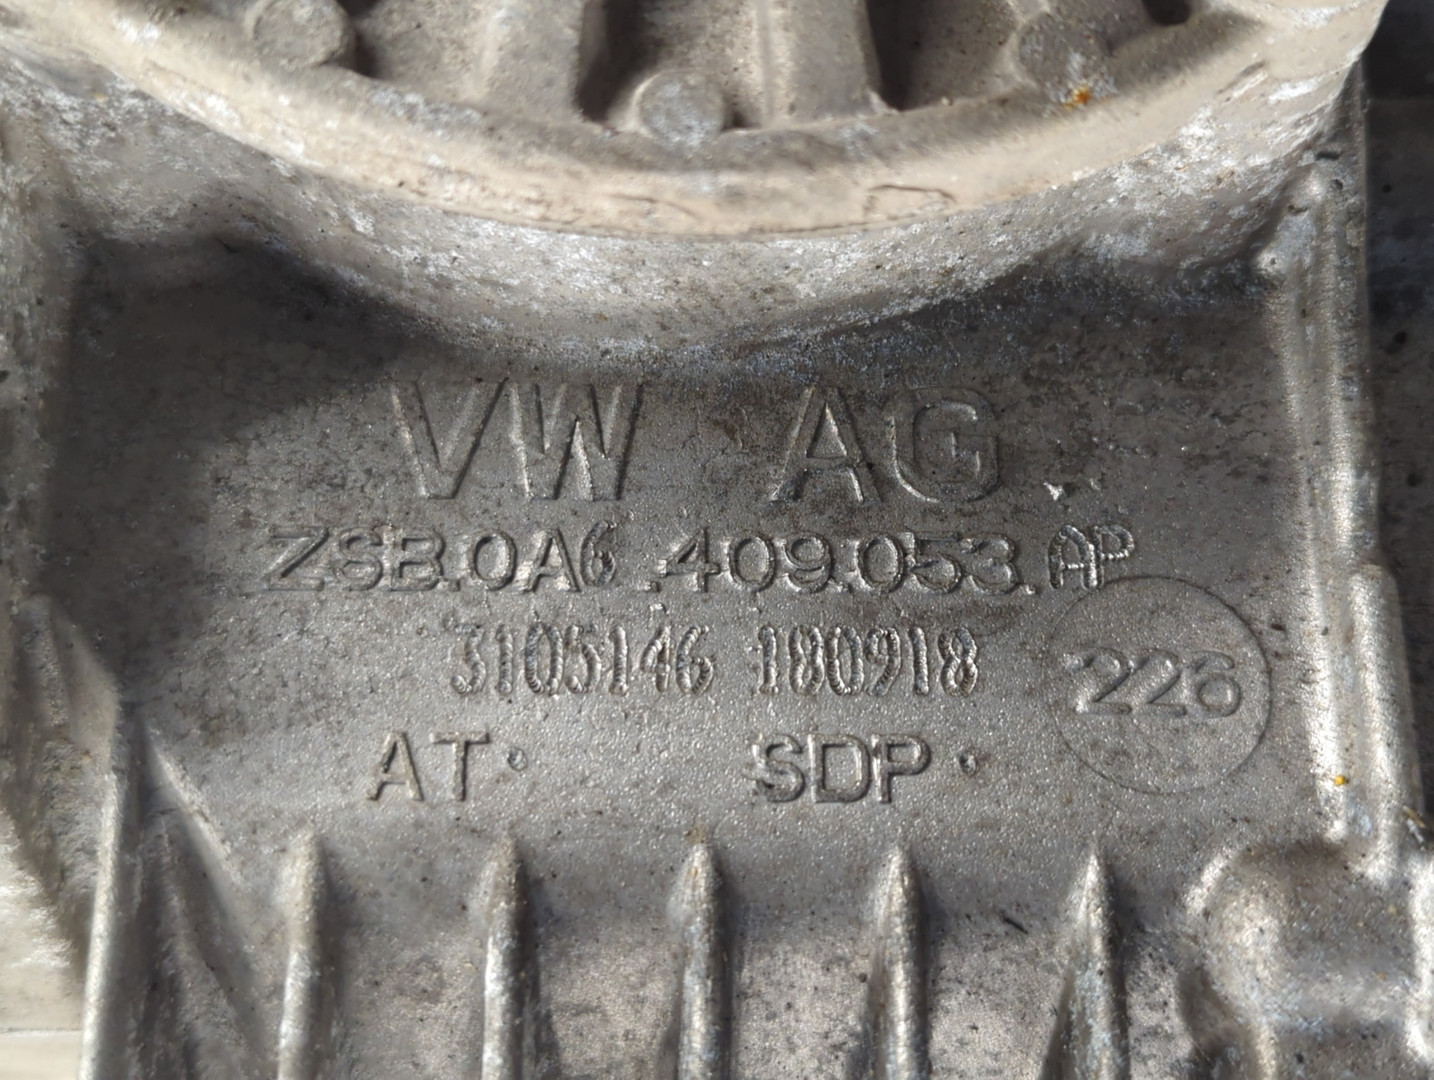 VW AG
ZSB.0A6.409.053.AP
3105146 180918
226
AT SDP